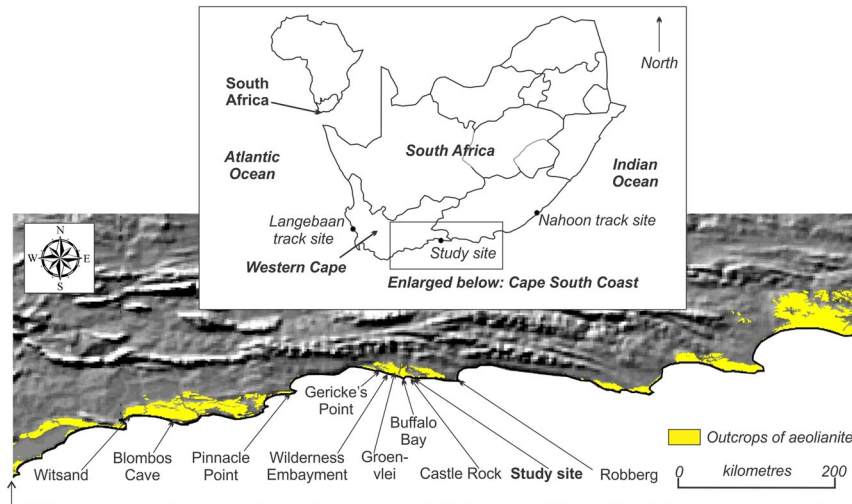 North
South
Africa
South Africa
Atlantic
Ocean
Indian
Ocean
Langebaan
track site
Nahoon track site
Study site
Western Cape
Enlarged below: Cape South Coast
N
W
E
S
Gericke's
Point
Buffalo
Bay
Witsand
Blombos
Cave
Pinnacle
Point
Wilderness
Embayment
Groen-
vlei
Castle Rock
Study site
Robberg
Outcrops of aeolianite
0 kilometres 200